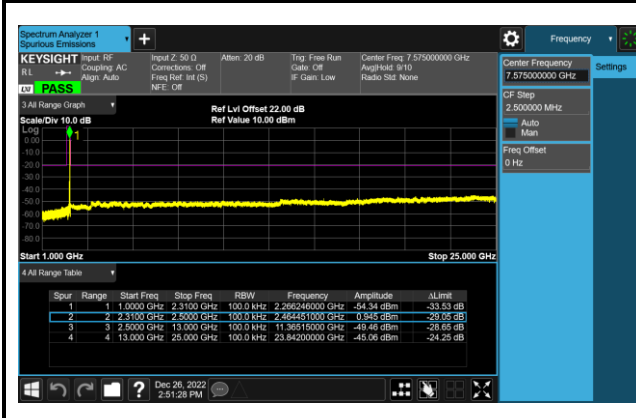 Spectrum Analyzer 1
Spurious Emissions
+
Frequency
KEYSIGHT
R L
LXI
PASS
Input: RF
Coupling: AC
Align: Auto
Input Z: 50 Ω
Corrections: Off
Freq Ref: Int (S)
NFE: Off
Atten: 20 dB
Trig: Free Run
Gate: Off
IF Gain: Low
Center Freq: 7.575000000 GHz
Avg|Hold: 9/10
Radio Std: None
Center Frequency
7.575000000 GHz
Settings
CF Step
2.500000 MHz
Auto
Man
Freq Offset
0 Hz
3 All Range Graph
Scale/Div 10.0 dB
Ref Lvl Offset 22.00 dB
Ref Value 10.00 dBm
Log
1
0.00
-10.0
-20.0
-30.0
-40.0
-50.0
-60.0
-70.0
-80.0
Start 1.000 GHz
Stop 25.000 GHz
4 All Range Table
Spur Range Start Freq Stop Freq RBW Frequency Amplitude ΔLimit
1 1 1.0000 GHz 2.3100 GHz 100.0 kHz 2.266246000 GHz -54.34 dBm -33.53 dB
2 2 2.3100 GHz 2.5000 GHz 100.0 kHz 2.464451000 GHz 0.945 dBm -29.05 dB
3 3 2.5000 GHz 13.000 GHz 100.0 kHz 11.36515000 GHz -49.46 dBm -28.65 dB
4 4 13.000 GHz 25.000 GHz 100.0 kHz 23.84200000 GHz -45.06 dBm -24.25 dB
?
Dec 26, 2022
2:51:28 PM